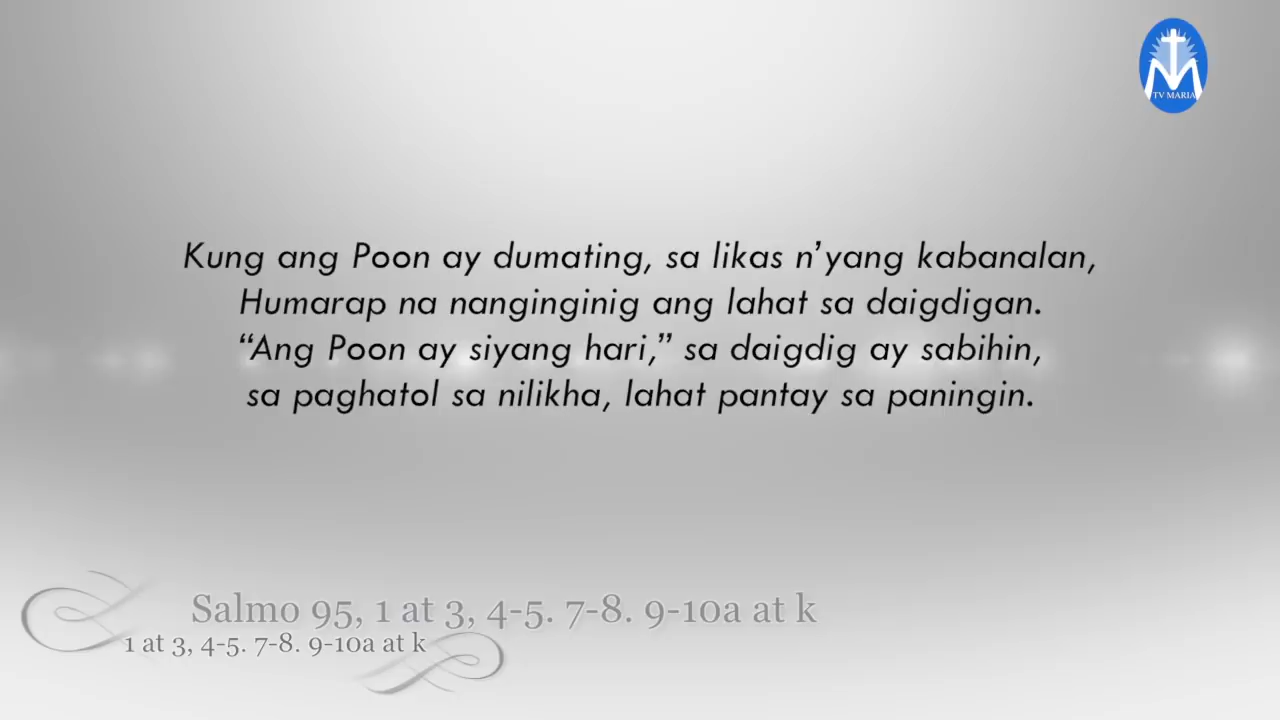 TV MARIA
Kung ang Poon ay dumating, sa likas n’yang kabanalan,
Humarap na nanginginig ang lahat sa daigdigan.
“Ang Poon ay siyang hari,” sa daigdig ay sabihin,
sa paghatol sa nilikha, lahat pantay sa paningin.
Salmo 95, 1 at 3, 4-5. 7-8. 9-10a at k
1 at 3, 4-5. 7-8. 9-10a at k